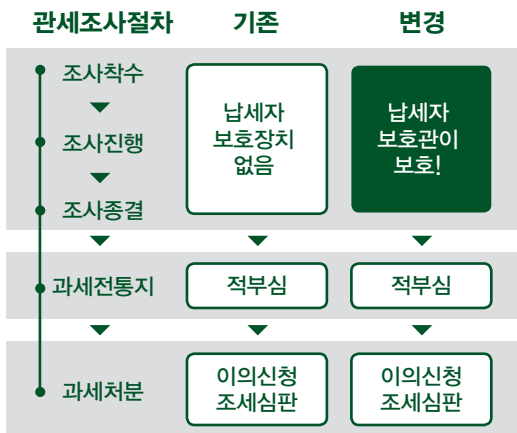 관세조사절차 기존 변경
조사착수
조사진행
조사종결
납세자
보호장치
없음
납세자
보호관이
보호!
과세전통지 적부심 적부심
과세처분
이의신청
조세심판
이의신청
조세심판